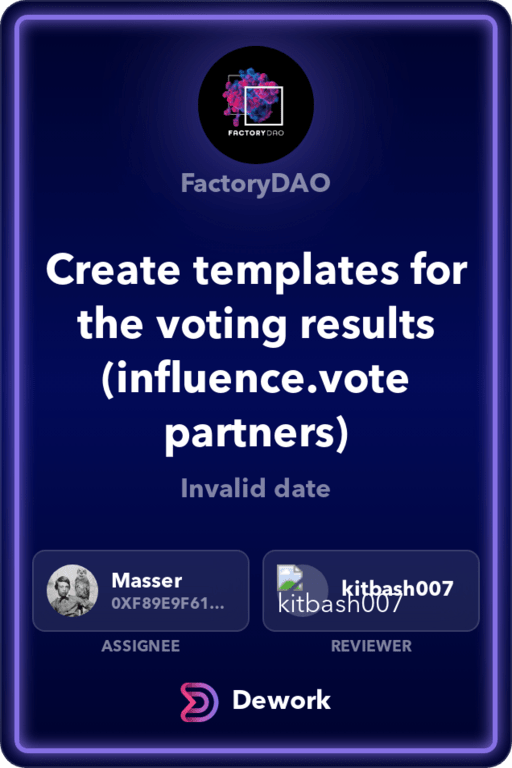 FACTORYDAO
FactoryDAO
Create templates for
the voting results
(influence.vote
partners)
Invalid date
Masser
0XF89E9F61...
kitbash007
kitbash007
ASSIGNEE
REVIEWER
Dework